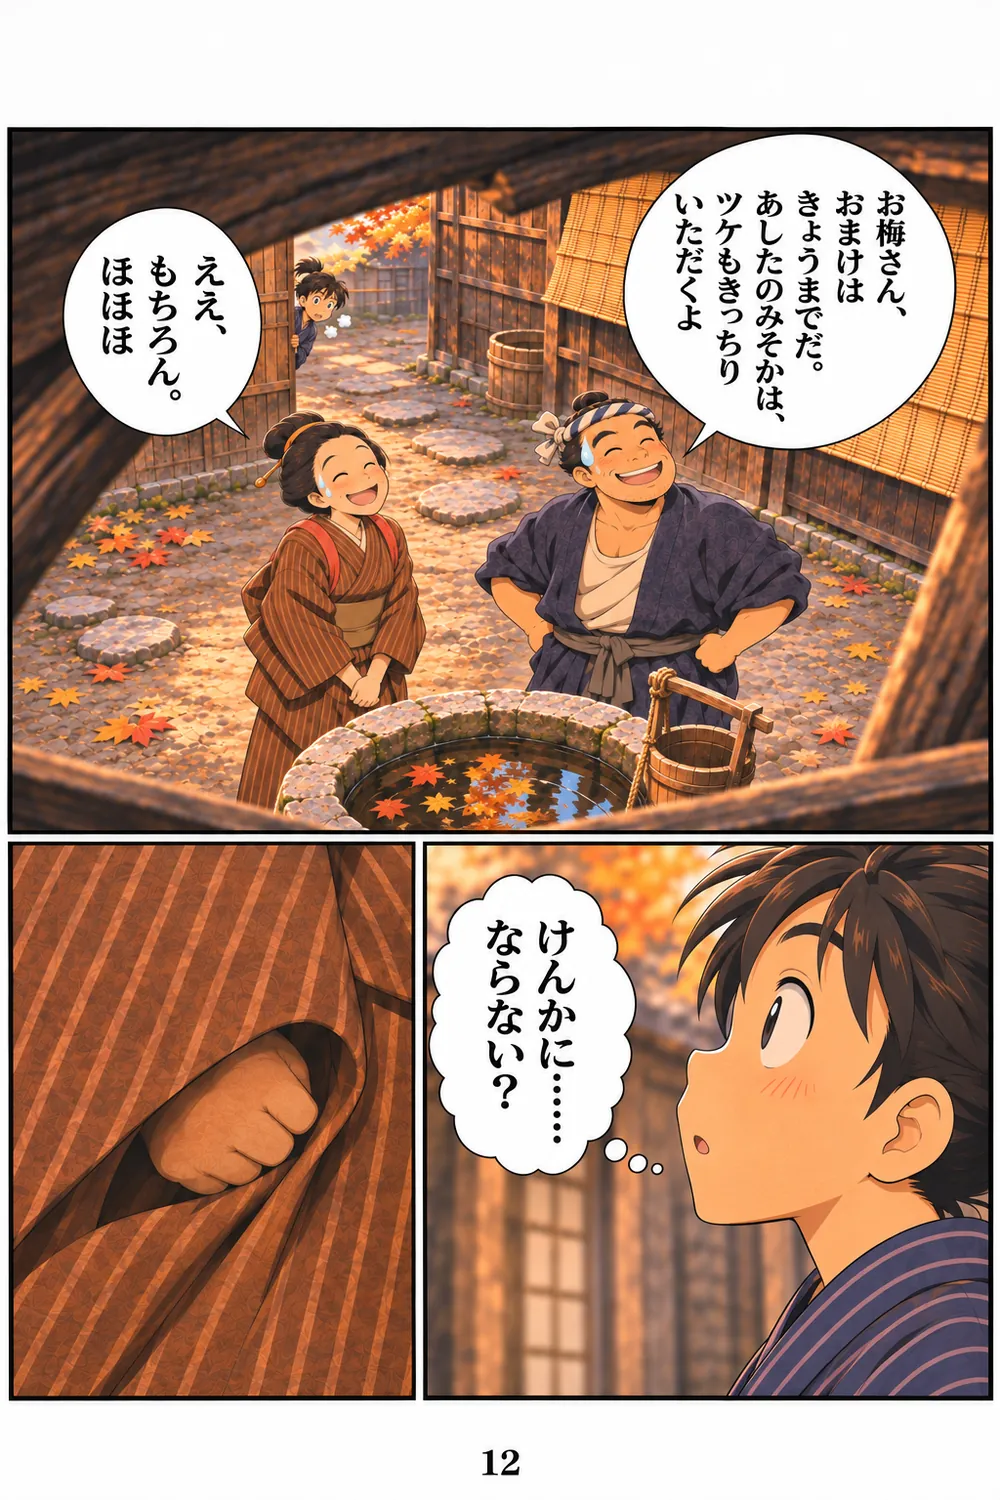 お梅さん、
おまけは
きょうまでだ。
あしたのみそかは、
ツケもきっちり
いただくよ
ええ、
もちろん。
ほほほ
けんかに……
ならない？
12